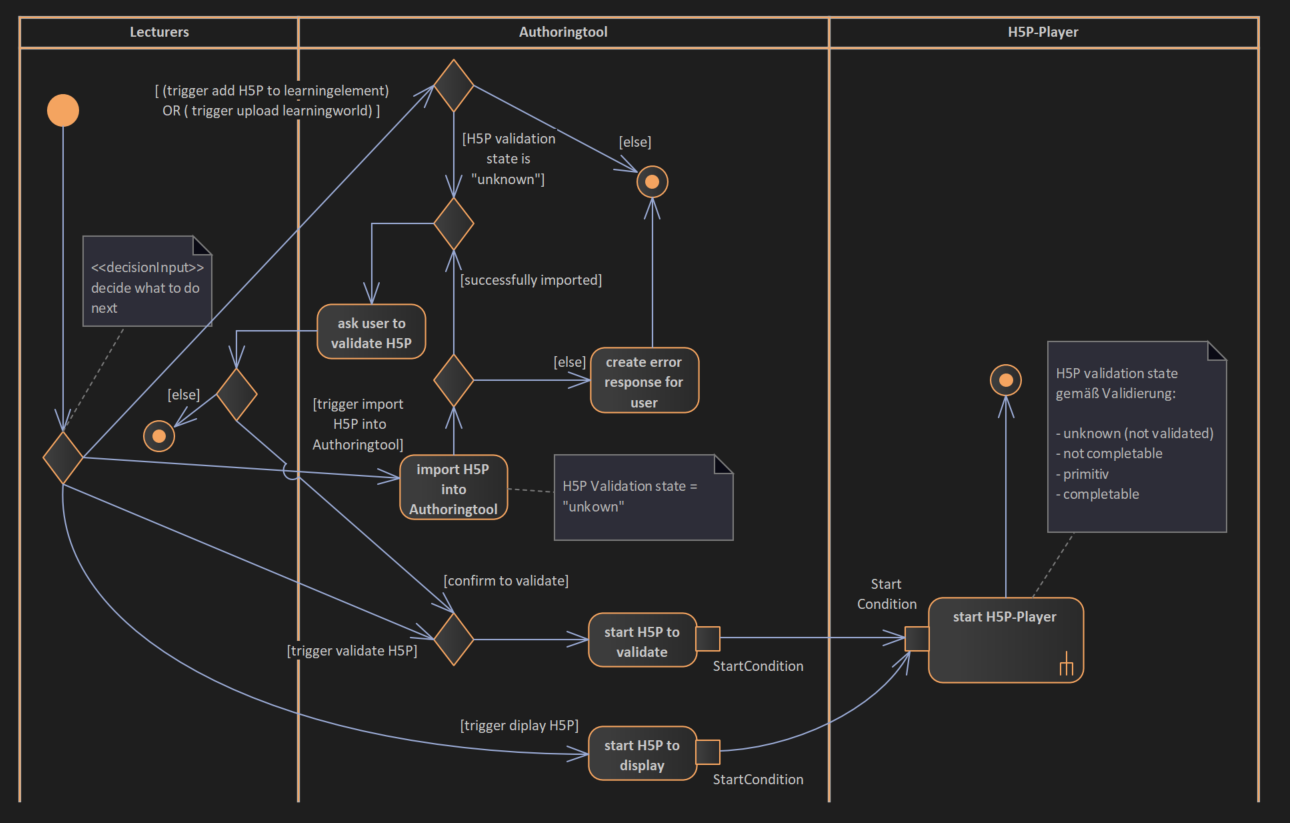 Lecturers
Authoringtool
H5P-Player
[ (trigger add H5P to learningelement)
OR ( trigger upload learningworld) ]
[H5P validation
state is
"unknown"]
[else]
<<decisionInput>>
decide what to do
next
[successfully imported]
ask user to
validate H5P
[else]
create error
response for
user
[else]
[trigger import
H5P into
Authoringtool]
H5P validation state
gemäß Validierung:
- unknown (not validated)
- not completable
- primitiv
- completable
import H5P
into
Authoringtool
H5P Validation state =
"unkown"
[confirm to validate]
Start
Condition
start H5P-Player
[trigger validate H5P]
start H5P to
validate
StartCondition
[trigger diplay H5P]
start H5P to
display
StartCondition